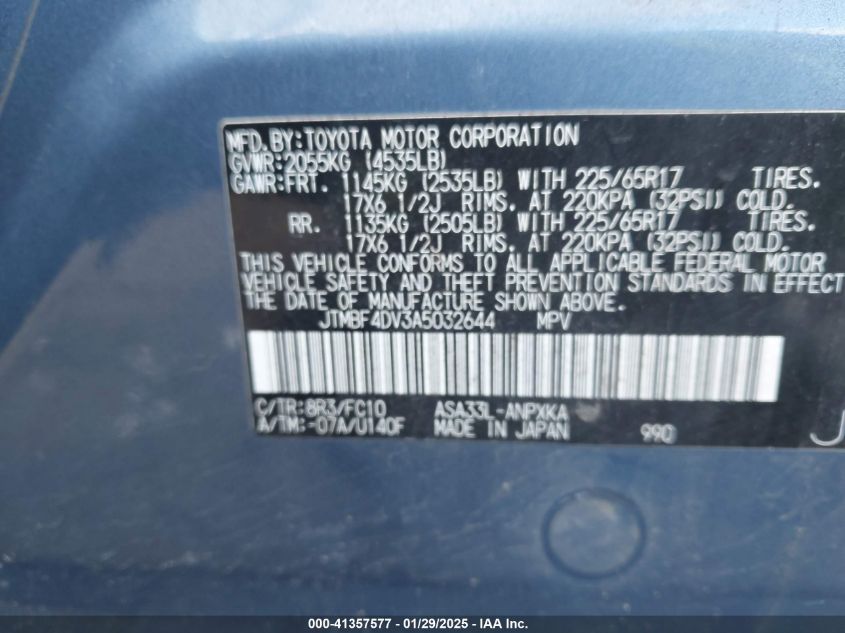 MFD.BY:TOYOTA MOTOR CORPORATION
GVWR:2055KG (4535LB)
GAWR:FRT. 1145KG (2535LB) WITH 225/65R17 TIRES.
17X6 1/2J RIMS. AT 220KPA (32PSI) COLD.
RR. 1135KG (2505LB) WITH 225/65R17 TIRES.
17X6 1/2J RIMS. AT 220KPA (32PSI) COLD.
THIS VEHICLE CONFORMS TO ALL APPLICABLE FEDERAL MOTOR
VEHICLE SAFETY AND THEFT PREVENTION STANDARDS IN EFFECT
THE DATE OF MANUFACTURE SHOWN ABOVE.
JTMBF4DV3A5032644 MPV
C/TR:8R3/FC10 ASA33L-ANPXKA
A/TM:-07A/U140F MADE IN JAPAN 990
J
000-41357577 - 01/29/2025 - IAA Inc.